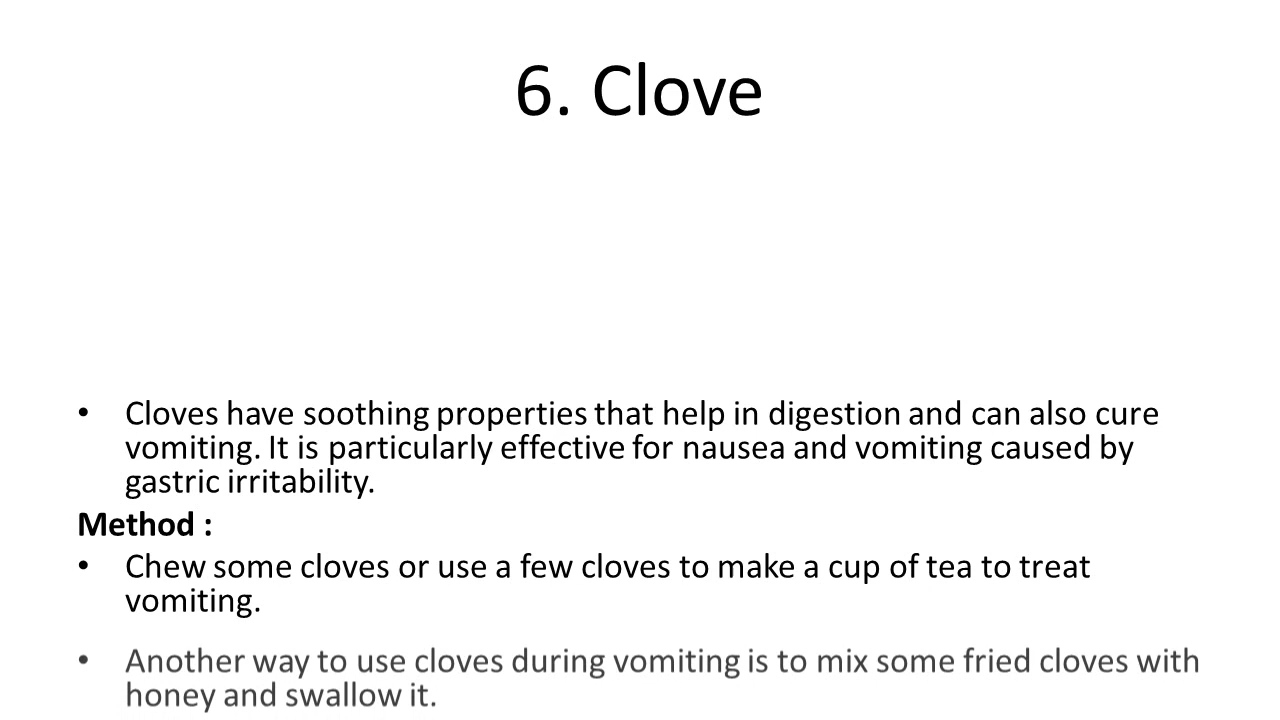 6. Clove
• Cloves have soothing properties that help in digestion and can also cure
vomiting. It is particularly effective for nausea and vomiting caused by
gastric irritability.
Method :
• Chew some cloves or use a few cloves to make a cup of tea to treat
vomiting.
• Another way to use cloves during vomiting is to mix some fried cloves with
honey and swallow it.